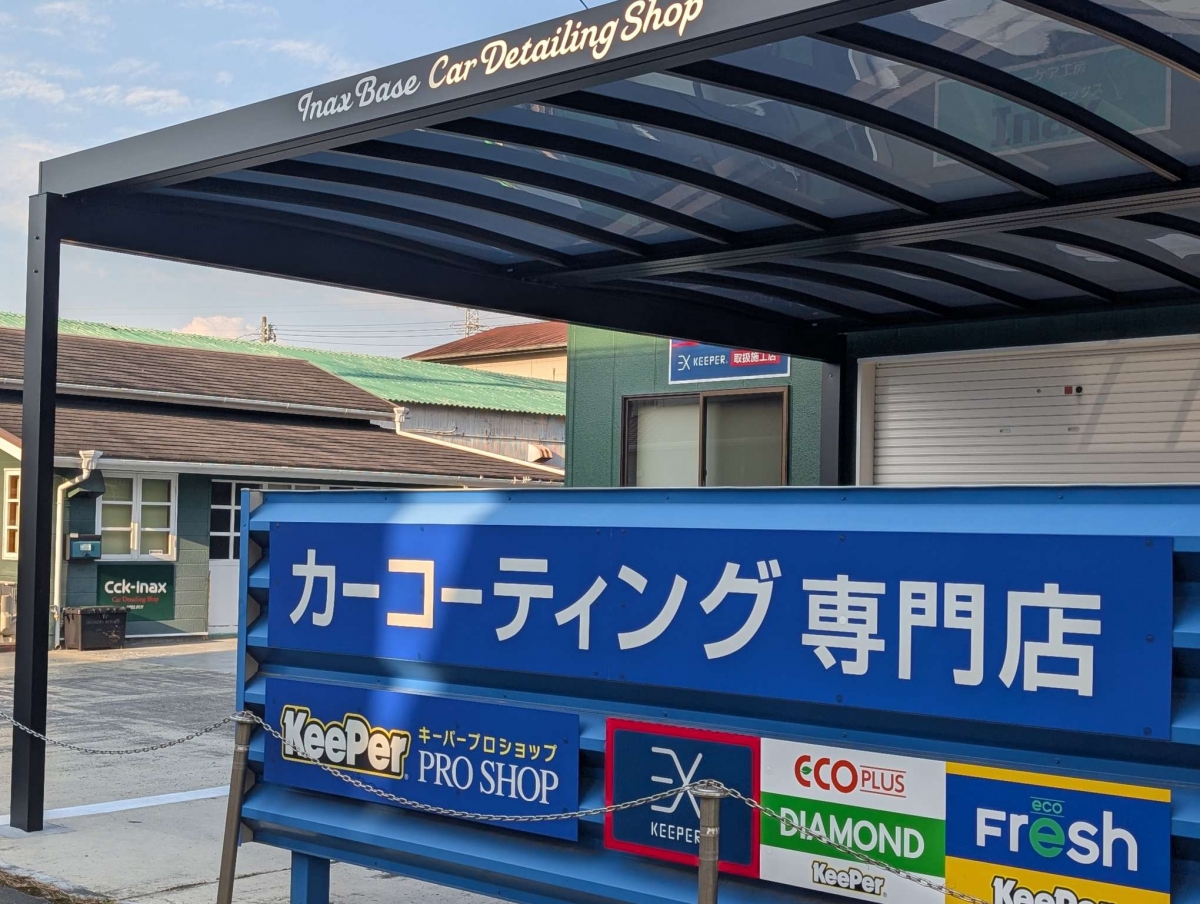 Inax Base Car Detailing Shop
EX KEEPER.
取扱施工店
Cck-Inax
Car Detailing Shop
カーコーティング専門店
KeePer
キーパープロショップ
PRO SHOP
EX
KEEPER
ECO PLUS
DIAMOND
KeePer
eco
Fresh
KeePer